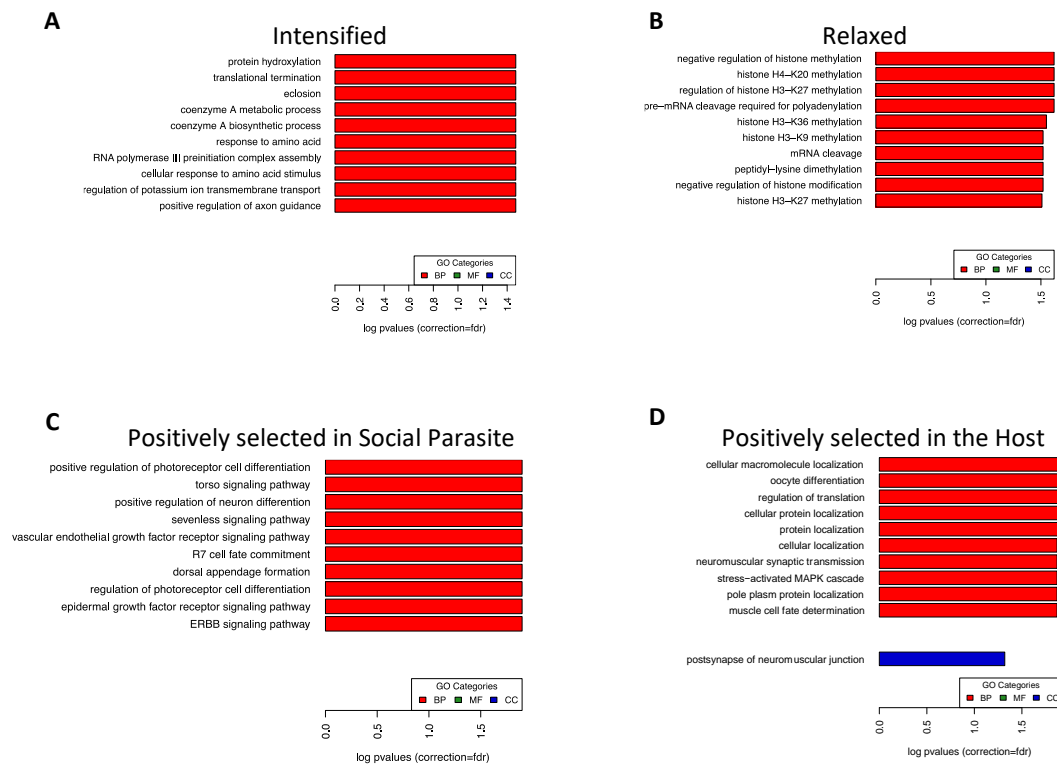 A
Intensified
protein hydroxylation
translational termination
eclosion
coenzyme A metabolic process
coenzyme A biosynthetic process
response to amino acid
RNA polymerase III preinitiation complex assembly
cellular response to amino acid stimulus
regulation of potassium ion transmembrane transport
positive regulation of axon guidance
GO Categories
BP MF CC
0.0 0.2 0.4 0.6 0.8 1.0 1.2 1.4
log pvalues (correction=fdr)
B
Relaxed
negative regulation of histone methylation
histone H4−K20 methylation
regulation of histone H3−K27 methylation
pre−mRNA cleavage required for polyadenylation
histone H3−K36 methylation
histone H3−K9 methylation
mRNA cleavage
peptidyl−lysine dimethylation
negative regulation of histone modification
histone H3−K27 methylation
GO Categories
BP MF CC
0.0 0.5 1.0 1.5
log pvalues (correction=fdr)
C
Positively selected in Social Parasite
positive regulation of photoreceptor cell differentiation
torso signaling pathway
positive regulation of neuron differention
sevenless signaling pathway
vascular endothelial growth factor receptor signaling pathway
R7 cell fate commitment
dorsal appendage formation
regulation of photoreceptor cell differentiation
epidermal growth factor receptor signaling pathway
ERBB signaling pathway
GO Categories
BP MF CC
0.0 0.5 1.0 1.5
log pvalues (correction=fdr)
D
Positively selected in the Host
cellular macromolecule localization
oocyte differentiation
regulation of translation
cellular protein localization
protein localization
cellular localization
neuromuscular synaptic transmission
stress−activated MAPK cascade
pole plasm protein localization
muscle cell fate determination
postsynapse of neuromuscular junction
GO Categories
BP MF CC
0.0 0.5 1.0 1.5
log pvalues (correction=fdr)